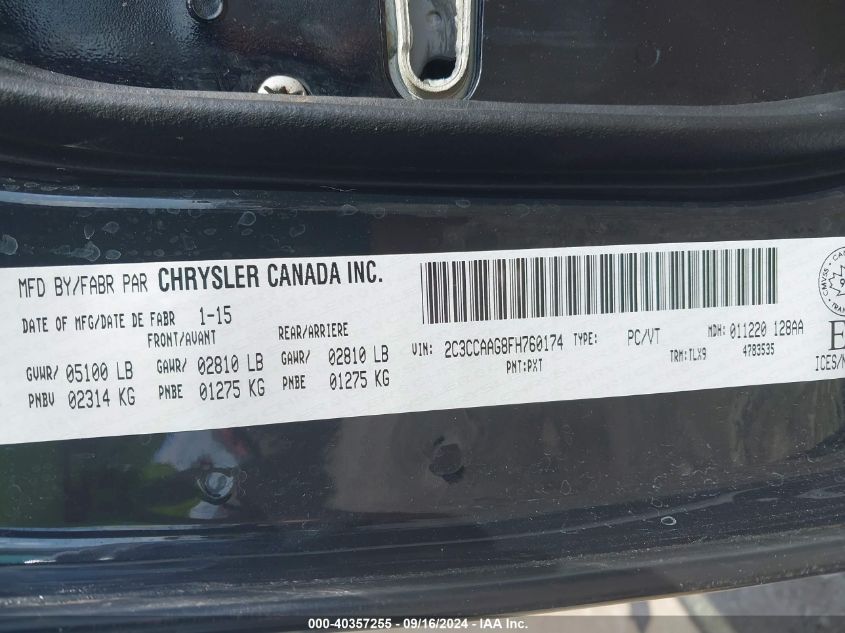 MFD BY/FABR PAR CHRYSLER CANADA INC.
DATE OF MFG/DATE DE FABR 1-15
FRONT/AVANT REAR/ARRIERE
GVWR/05100 LB GAWR/ 02810 LB GAWR/ 02810 LB
PNBV 02314 KG PNBE 01275 KG PNBE 01275 KG
VIN: 2C3CCAAG8FH760174 TYPE: PC/VT MDH: 011220 128AA
PNT:PXT TRM:TLX9 4783535
CMVSS
ICES/N
000-40357255 - 09/16/2024 - IAA Inc.